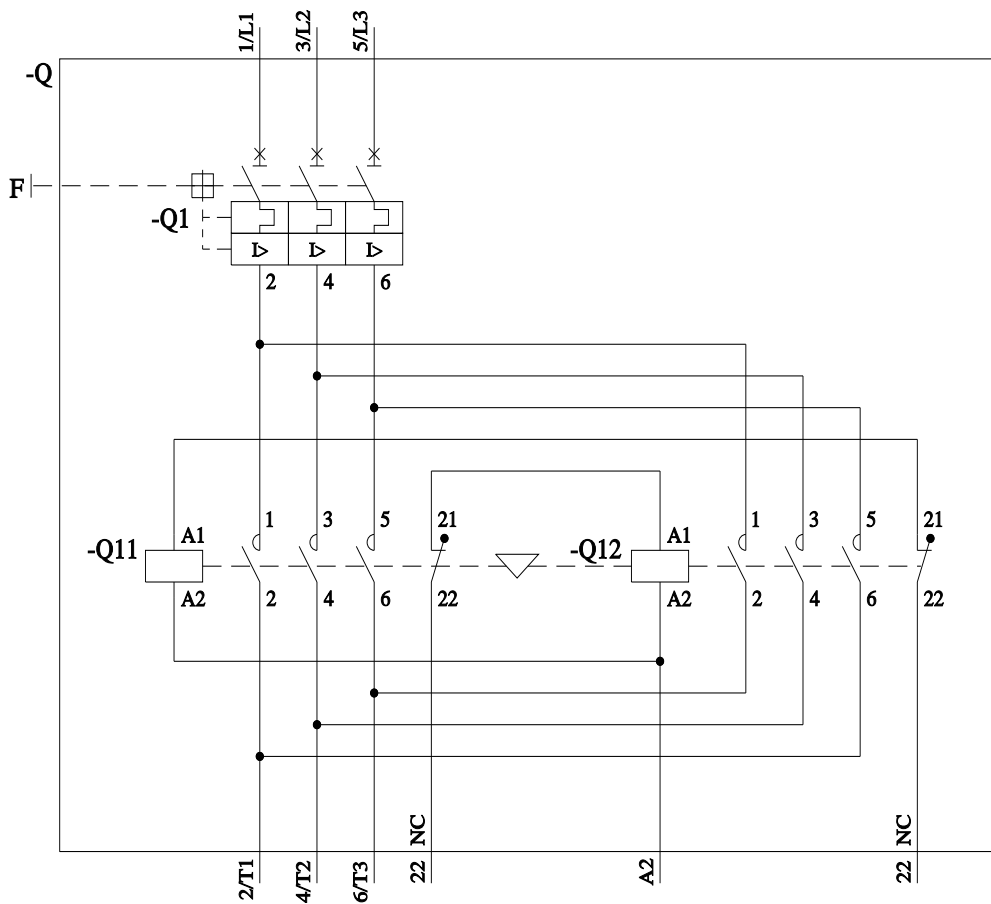 1/L1 3/L2 5/L3
-Q
F
-Q1
I> I> I>
2 4 6
1 3 5 21 1 3 5 21
-Q11 A1 -Q12 A1
A2 2 4 6 22 A2 2 4 6 22
2/T1 4/T2 6/T3 22 NC A2 22 NC